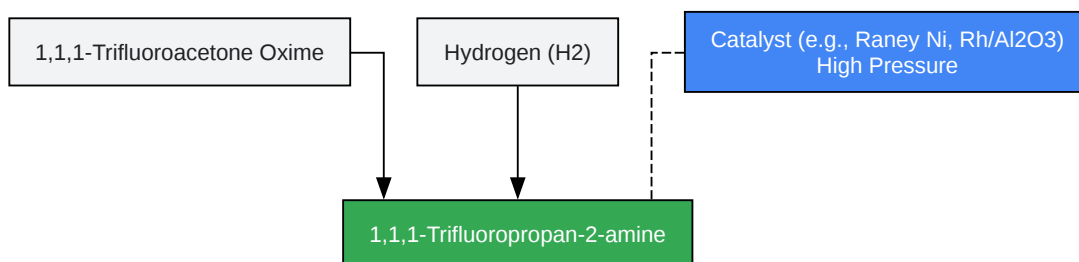 1,1,1-Trifluoroacetone Oxime
Hydrogen (H2)
Catalyst (e.g., Raney Ni, Rh/Al2O3)
High Pressure
1,1,1-Trifluoropropan-2-amine